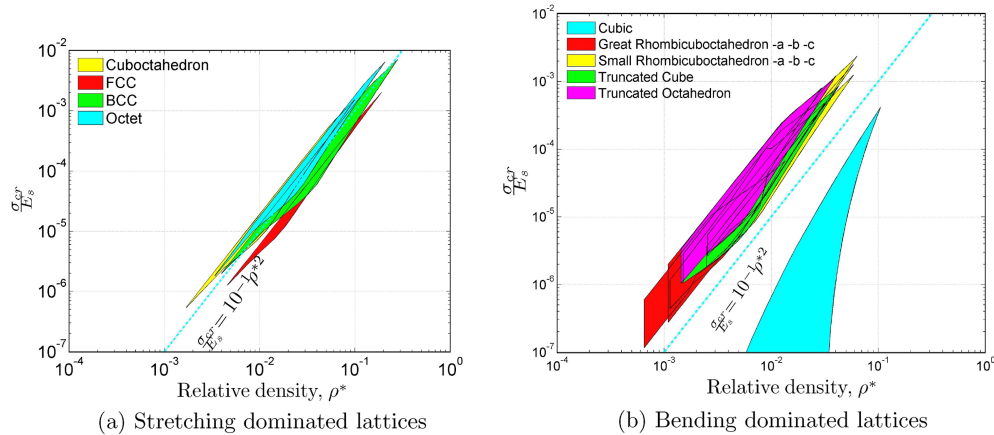 10⁻²
10⁻³
10⁻⁴
10⁻⁵
10⁻⁶
10⁻⁷
σcr/Es
Cuboctahedron
FCC
BCC
Octet
σcr/Es = 10⁻¹ρ*²
10⁻⁴
10⁻³
10⁻²
10⁻¹
10⁰
Relative density, ρ*
(a) Stretching dominated lattices
10⁻²
10⁻³
10⁻⁴
10⁻⁵
10⁻⁶
10⁻⁷
σcr/Es
Cubic
Great Rhombicuboctahedron -a -b -c
Small Rhombicuboctahedron -a -b -c
Truncated Cube
Truncated Octahedron
σcr/Es = 10⁻¹ρ*²
10⁻⁴
10⁻³
10⁻²
10⁻¹
10⁰
Relative density, ρ*
(b) Bending dominated lattices